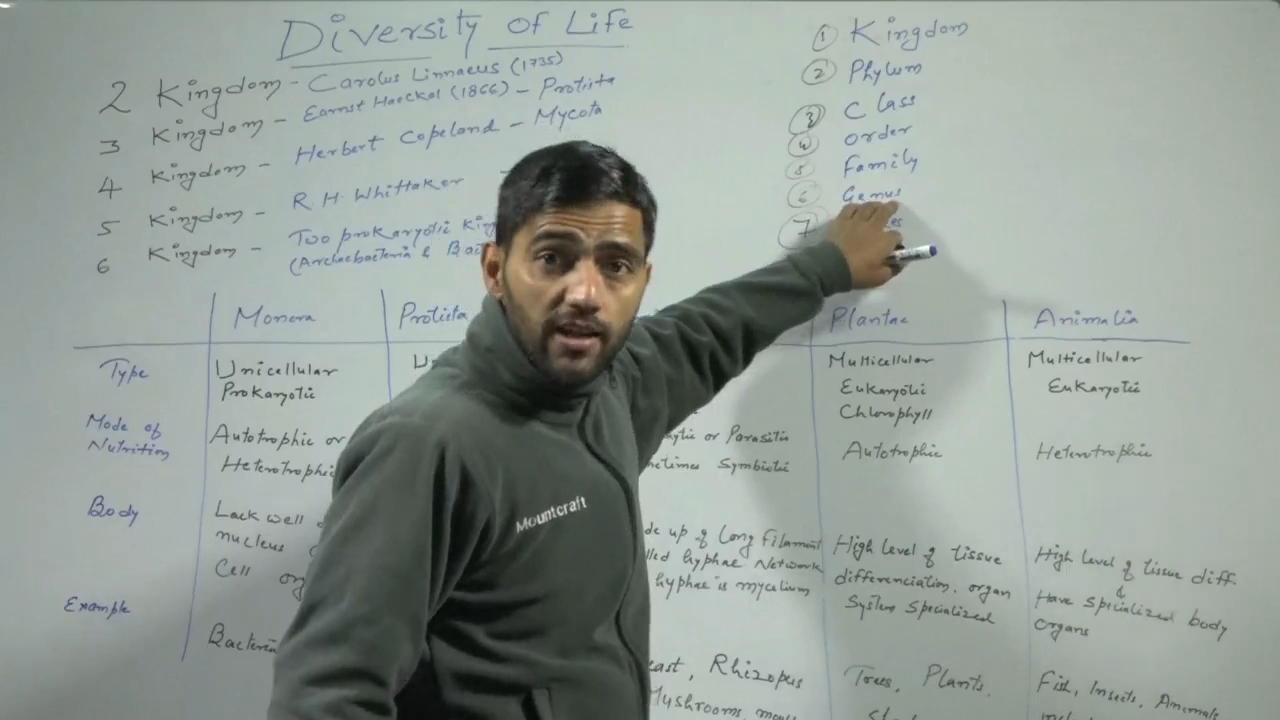 Diversity of Life
2 Kingdom - Carolus Linnaeus (1735)
3 Kingdom - Earnst Haeckel (1866) - Protista
4 Kingdom - Herbert Copeland - Mycota
5 Kingdom - R. H. Whittaker
6 Kingdom - Two prokaryotic
(Archaebacteria &
① Kingdom
② Phylum
③ Class
④ Order
⑤ Family
⑥ Genus
⑦
Monera Protista Plantae Animalia
Type Unicellular Multicellular Multicellular
Prokaryotic Eukaryotic Eukaryotic
Chlorophyll
Mode of Nutrition Autotrophic or or Parasitic Autotrophic Heterotrophic
Heterotrophic Symbiotic
Body Lack well up of long filament High level of tissue High level of tissue diff
nucleus hyphae Network differenciation, organ & Have specialized body
Cell hyphae is mycelium System specialized organs
Example
Bacteria Rhizopus Trees, Plants, Fish, Insects, Animals
Mushrooms,
Mountcraft